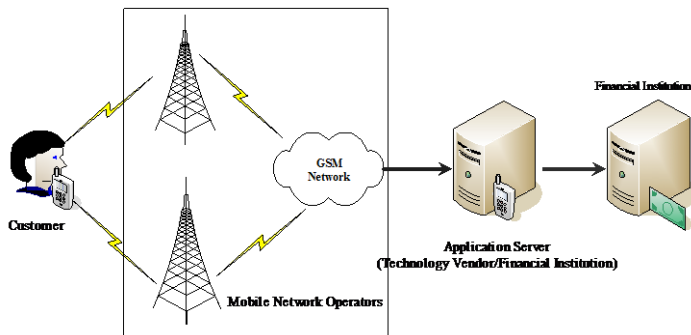 Financial Institution
GSM
Network
Customer
Application Server
(Technology Vendor/Financial Institution)
Mobile Network Operators